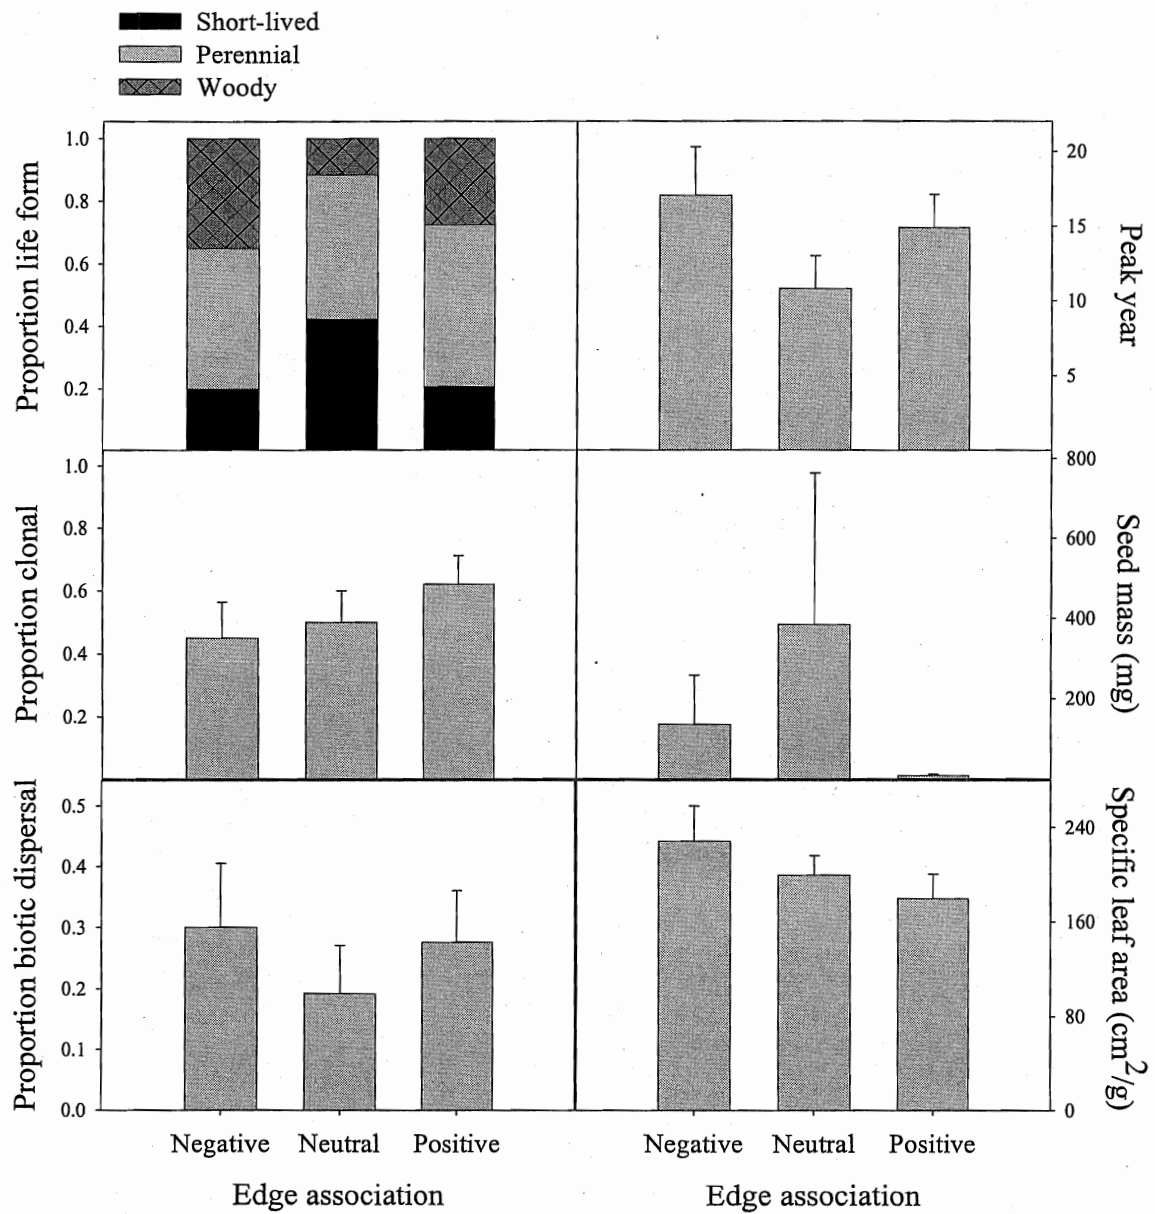 Short-lived
Perennial
Woody
Proportion life form
1.0
0.8
0.6
0.4
0.2
Peak year
20
15
10
5
Proportion clonal
1.0
0.8
0.6
0.4
0.2
Seed mass (mg)
800
600
400
200
Proportion biotic dispersal
0.5
0.4
0.3
0.2
0.1
0.0
Specific leaf area (cm²/g)
240
160
80
0
Negative Neutral Positive
Negative Neutral Positive
Edge association
Edge association